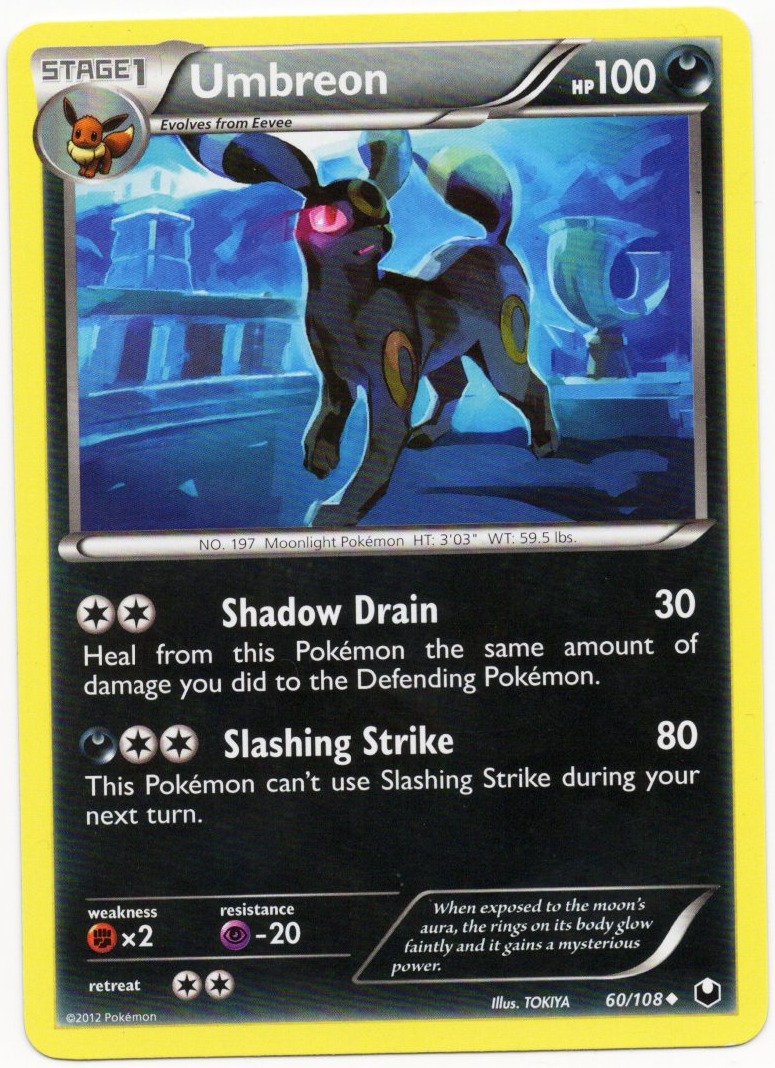 STAGE1
Umbreon
HP100
Evolves from Eevee
NO. 197 Moonlight Pokémon HT: 3'03" WT: 59.5 lbs.
Shadow Drain 30
Heal from this Pokémon the same amount of
damage you did to the Defending Pokémon.
Slashing Strike 80
This Pokémon can't use Slashing Strike during your
next turn.
weakness resistance
×2 -20
When exposed to the moon's
aura, the rings on its body glow
faintly and it gains a mysterious
power.
retreat
Illus. TOKIYA 60/108
©2012 Pokémon